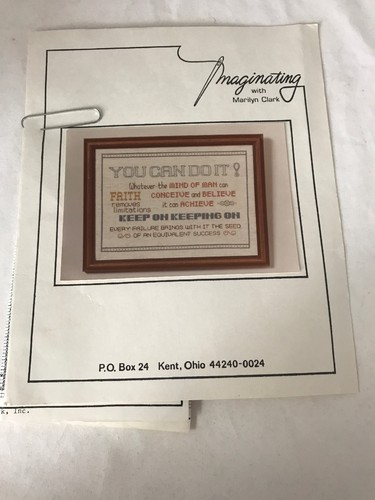 Imaginating
with
Marilyn Clark
YOU CAN DO IT!
Whatever the MIND OF MAN can
FAITH CONCEIVE and BELIEVE
removes it can ACHIEVE
limitations
KEEP ON KEEPING ON
EVERY FAILURE BRINGS WITH IT THE SEED
OF AN EQUIVALENT SUCCESS
P.O. Box 24 Kent, Ohio 44240-0024
x, Inc.